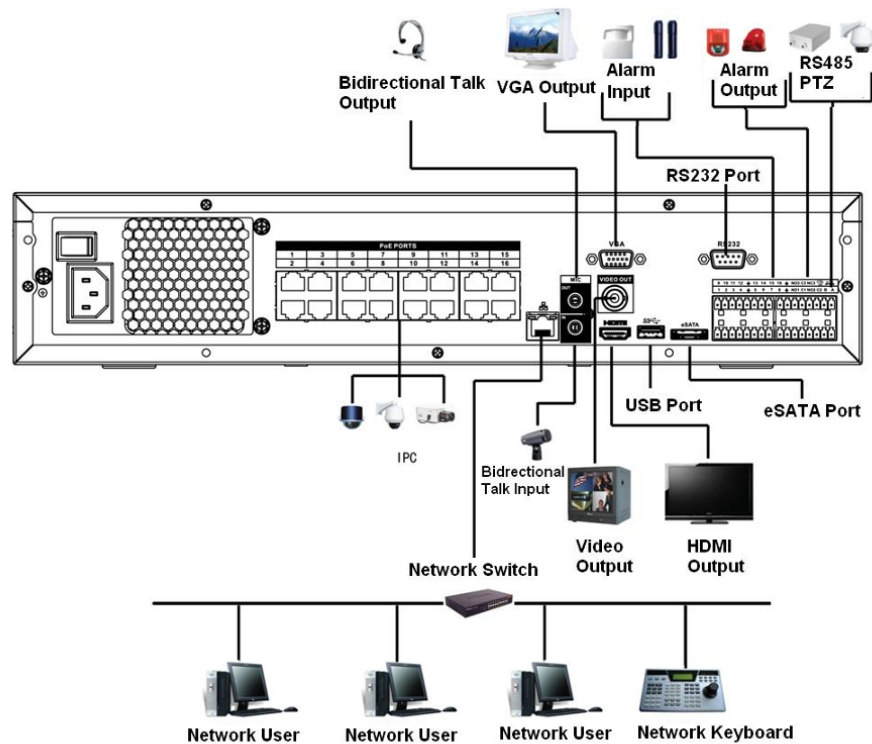 Bidirectional Talk
Output
VGA Output
Alarm
Input
Alarm
Output
RS485
PTZ
RS232 Port
PoE PORTS
1 3 5 7 9 11 13 15
2 4 6 8 10 12 14 16
MIC
OUT
IN
VGA
VIDEO OUT
HDMI
RS232
eSATA
USB Port
eSATA Port
IPC
Bidrectional
Talk Input
Video
Output
HDMI
Output
Network Switch
Network User
Network User
Network User
Network Keyboard